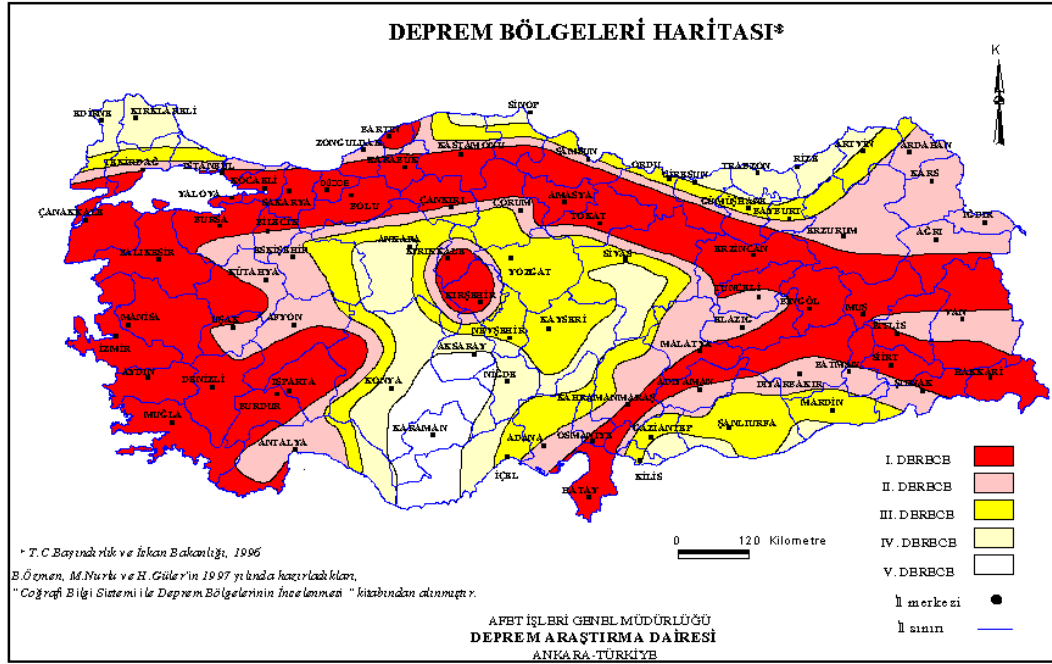 DEPREM BÖLGELERİ HARİTASI*
K
SİNOP
EDİRNE
KIRKLARELİ
BARTIN
ZONGULDAK
KASTAMONU
SAMSUN
ARTVİN
ARDAHAN
TEKİRDAĞ
İSTANBUL
KARABÜK
ORDU
GİRESUN
TRABZON
RİZE
KARS
KOCAELİ
YALOVA
SAKARYA
DÜZCE
BOLU
ÇANKIRI
ÇORUM
AMASYA
TOKAT
GÜMÜŞHANE
BAYBURT
ÇANAKKALE
BURSA
BİLECİK
ERZURUM
AĞRI
IĞDIR
BALIKESİR
ESKİŞEHİR
ANKARA
KIRIKKALE
YOZGAT
SİVAS
ERZİNCAN
KÜTAHYA
KIRŞEHİR
TUNCELİ
BİNGÖL
MUŞ
MANİSA
UŞAK
AFYON
NEVŞEHİR
KAYSERİ
ELAZIĞ
BİTLİS
VAN
İZMİR
AKSARAY
MALATYA
SİİRT
AYDIN
DENİZLİ
ISPARTA
KONYA
NİĞDE
KAHRAMANMARAŞ
ADIYAMAN
DİYARBAKIR
BATMAN
ŞIRNAK
HAKKARİ
BURDUR
MUĞLA
MARDİN
ANTALYA
KARAMAN
ADANA
OSMANİYE
GAZİANTEP
ŞANLIURFA
İÇEL
KİLİS
HATAY
I. DERECE
II. DERECE
III. DERECE
IV. DERECE
V. DERECE
İl merkezi
İl sınırı
0 120 Kilometre
* T.C.Bayındırlık ve İskan Bakanlığı, 1996
B.Özmen, M.Nurlu ve H.Güler'in 1997 yılında hazırladıkları,
" Coğrafi Bilgi Sistemi ile Deprem Bölgelerinin İncelenmesi " kitabından alınmıştır.
AFET İŞLERİ GENEL MÜDÜRLÜĞÜ
DEPREM ARAŞTIRMA DAİRESİ
ANKARA-TÜRKİYE